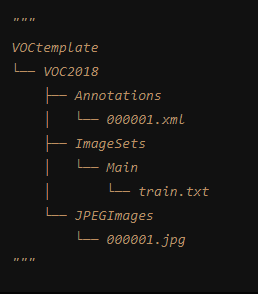 """
VOCtemplate
└── VOC2018
    ├── Annotations
    │   └── 000001.xml
    ├── ImageSets
    │   └── Main
    │       └── train.txt
    └── JPEGImages
        └── 000001.jpg
"""